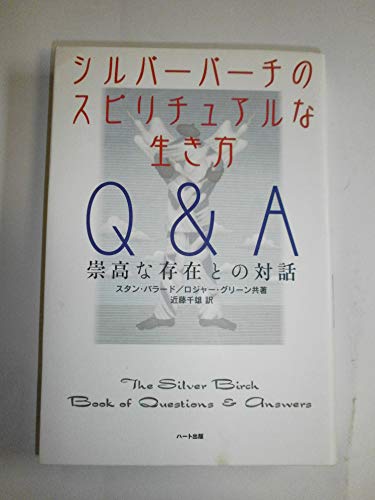 シルバーバーチの
スピリチュアルな
生き方
Q & A
崇高な存在との対話
スタン・バラード/ロジャー・グリーン共著
近藤千雄 訳
The Silver Birch
Book of Questions & Answers
ハート出版